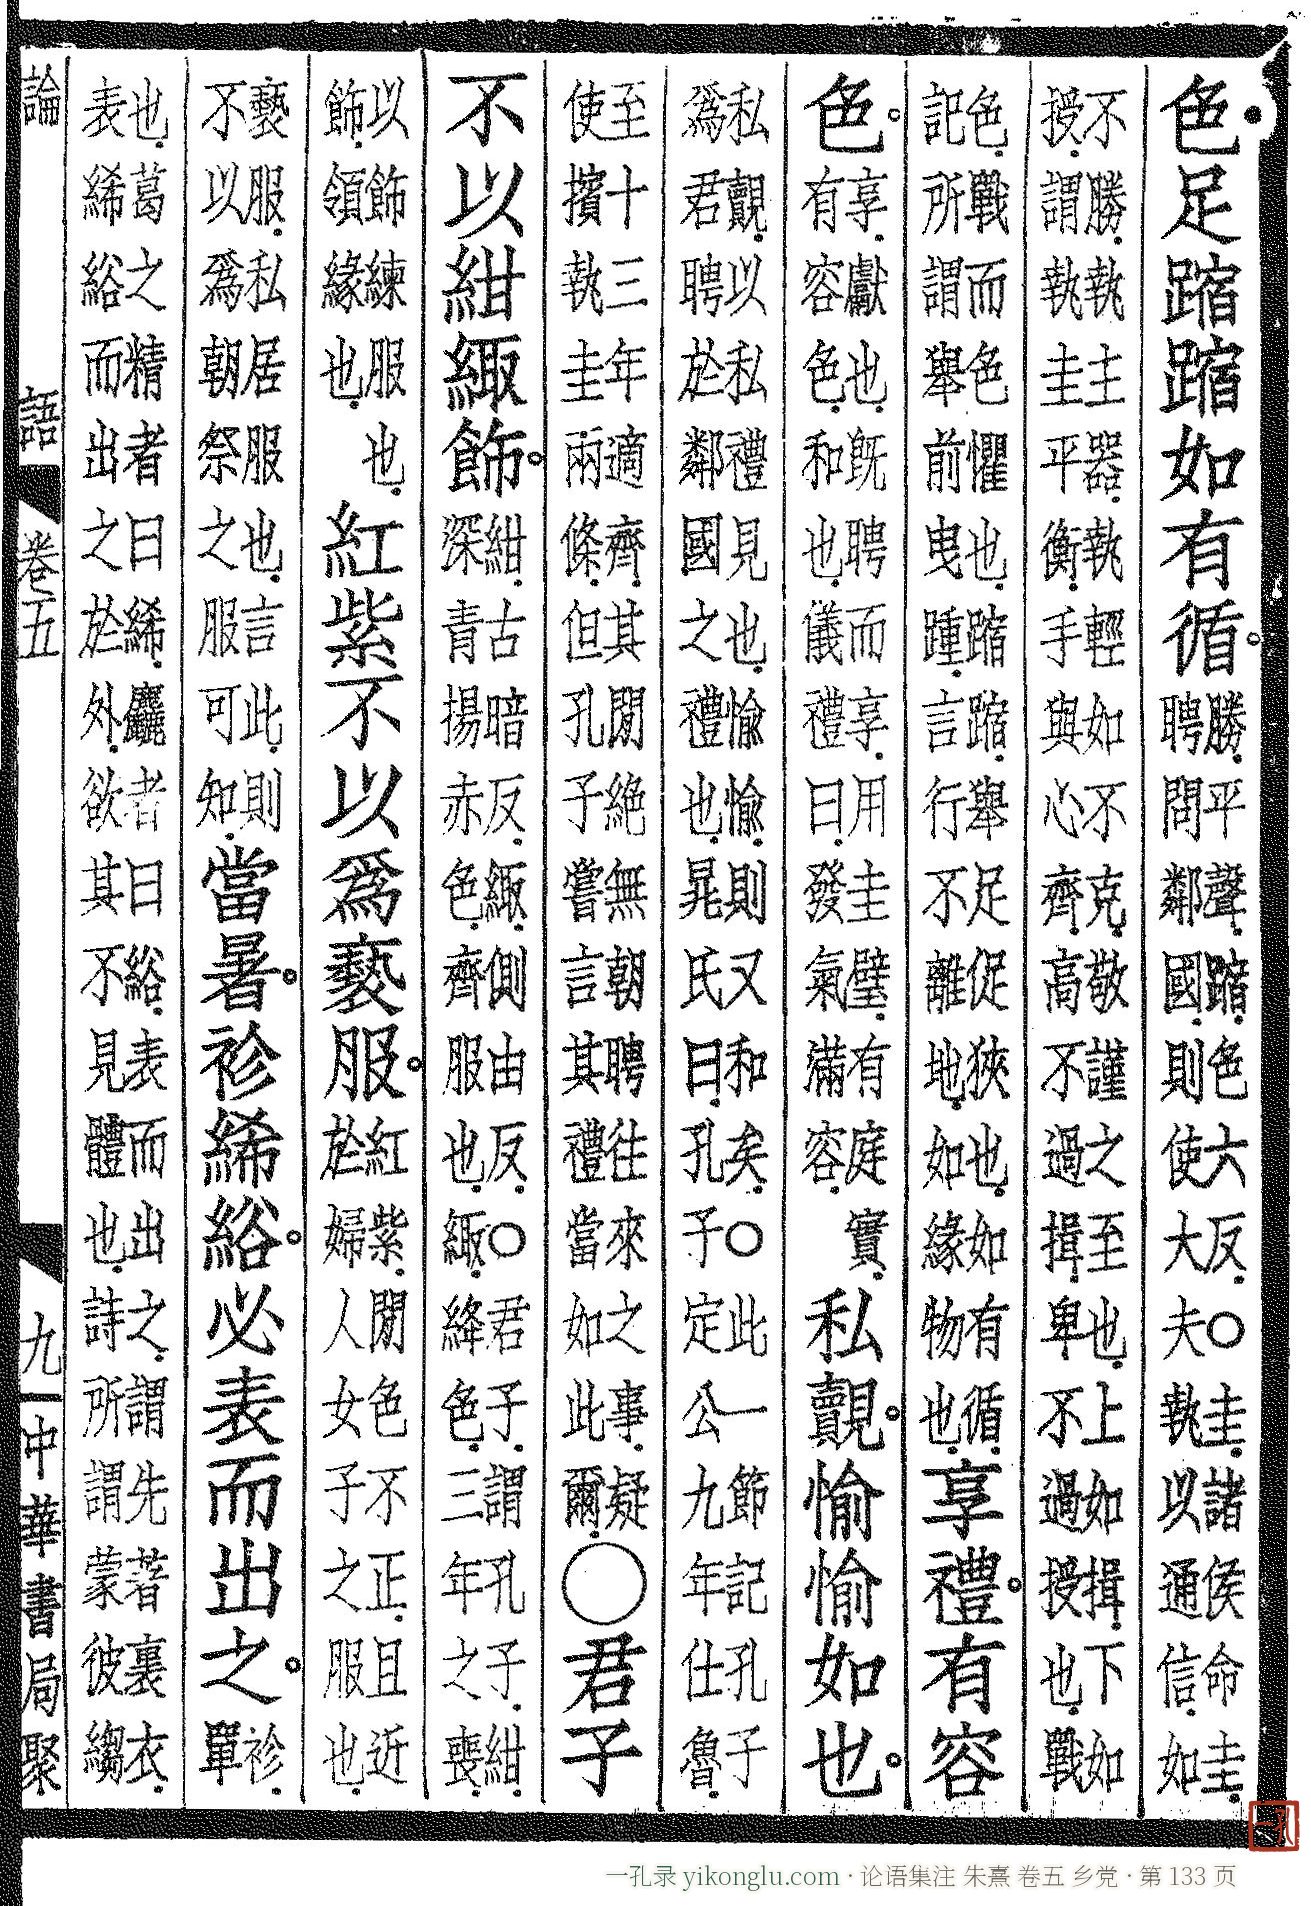 色足蹜蹜如有循。勝平聲蹜色六反○圭諸侯命圭聘問鄰國則使大夫執以通信如
不勝執主器執輕如不克敬謹之至也上如揖下如授謂執圭平衡手與心齊高不過揖卑不過授也戰
色戰而色懼也蹜蹜舉足促狹也如有循記所謂舉前曳踵言行不離地如緣物也享禮。有容
色。享獻也既聘而享用圭璧有庭實有容色和也儀禮曰發氣滿容私覿。愉愉如也。
私覿以私禮見也愉愉則又和矣○此一節記孔子爲君聘於鄰國之禮也晁氏曰孔子定公九年仕魯
至十三年適齊其閒絕無朝聘往來之事疑使擯執圭兩條但孔子嘗言其禮當如此爾○君子
不以紺緅飾。紺古暗反緅側由反○君子謂孔子紺深青揚赤色齊服也緅絳色三年之喪
以飾練服也飾領緣也紅紫不以爲褻服。紅紫閒色不正且近於婦人女子之服也
褻服私居服也言此則不以爲朝祭之服可知當暑。袗絺綌。必表而出之。袗單
也葛之精者曰絺麤者曰綌表而出之謂先著裏衣表絺綌而出之於外欲其不見體也詩所謂蒙彼縐
論語 卷五 九 中華書局聚
一孔
一孔录 yikonglu.com · 论语集注 朱熹 卷五 乡党 · 第 133 页